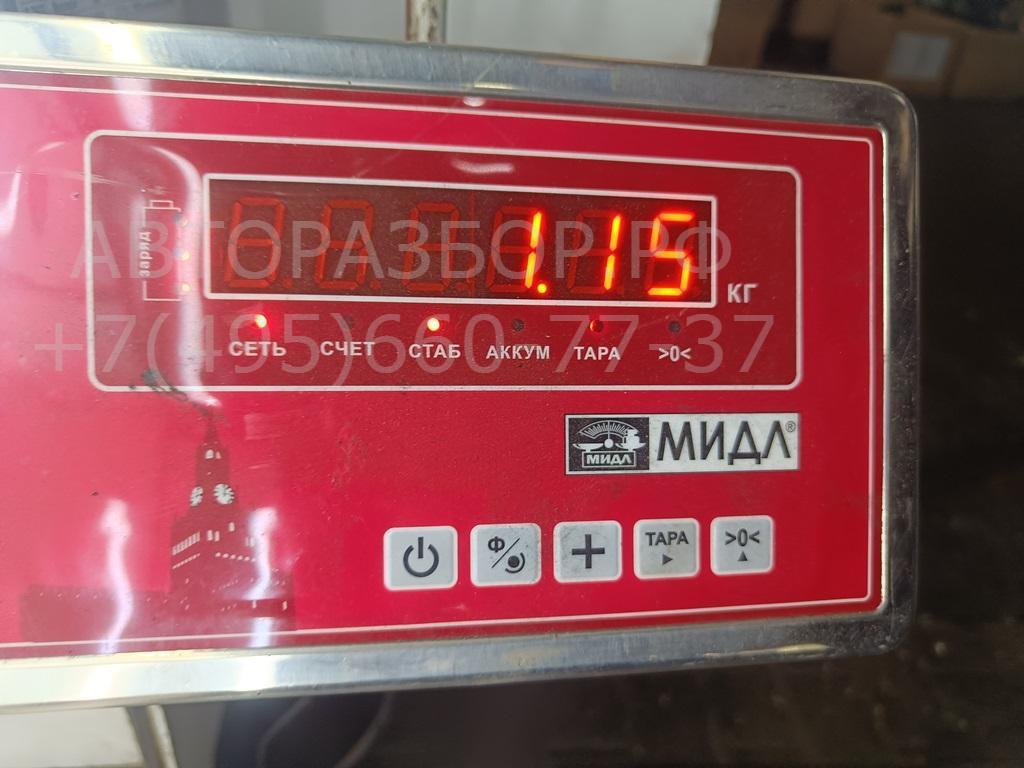 заряд
1.15
кг
СЕТЬ СЧЕТ СТАБ АККУМ ТАРА >0<
АВТОРАЗБОР.РФ
+7(495)660-77-37
МИДЛ МИДЛ®
Ф ТАРА >0<